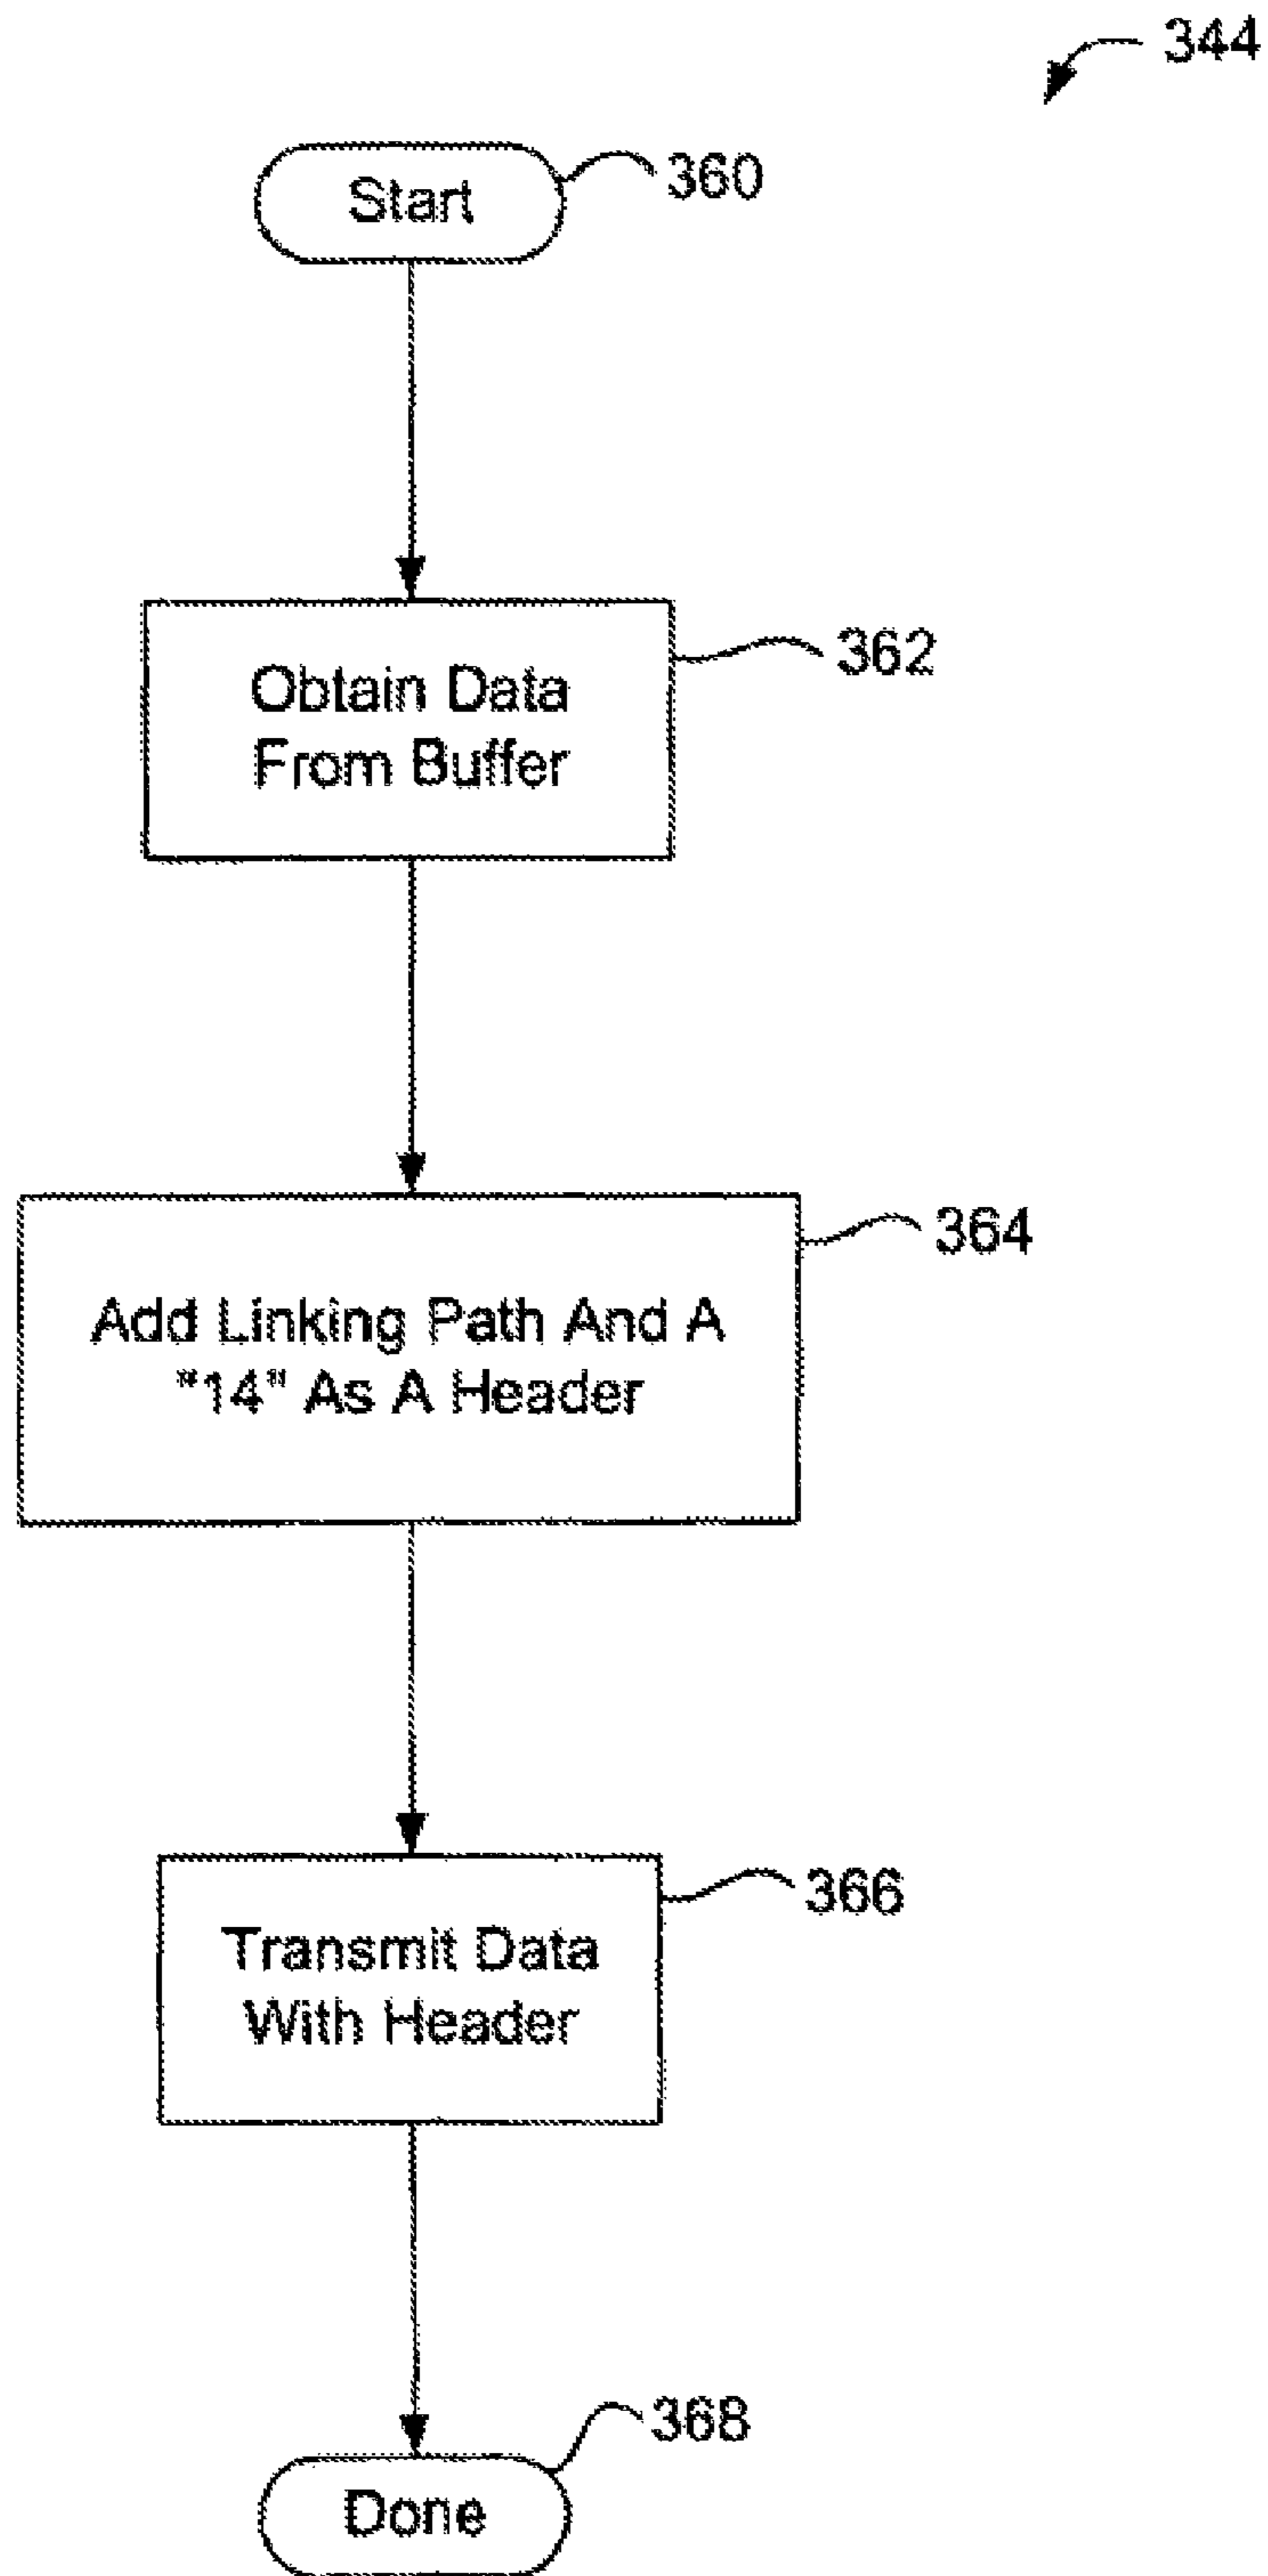 344
Start
360
Obtain Data
From Buffer
362
Add Linking Path And A
"14" As A Header
364
Transmit Data
With Header
366
Done
368